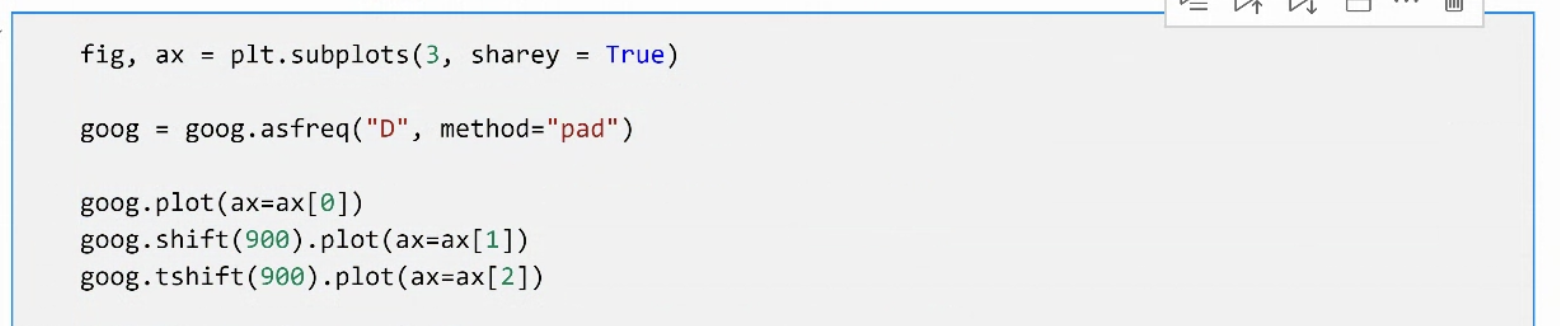 fig, ax = plt.subplots(3, sharey = True)
goog = goog.asfreq("D", method="pad")
goog.plot(ax=ax[0])
goog.shift(900).plot(ax=ax[1])
goog.tshift(900).plot(ax=ax[2])